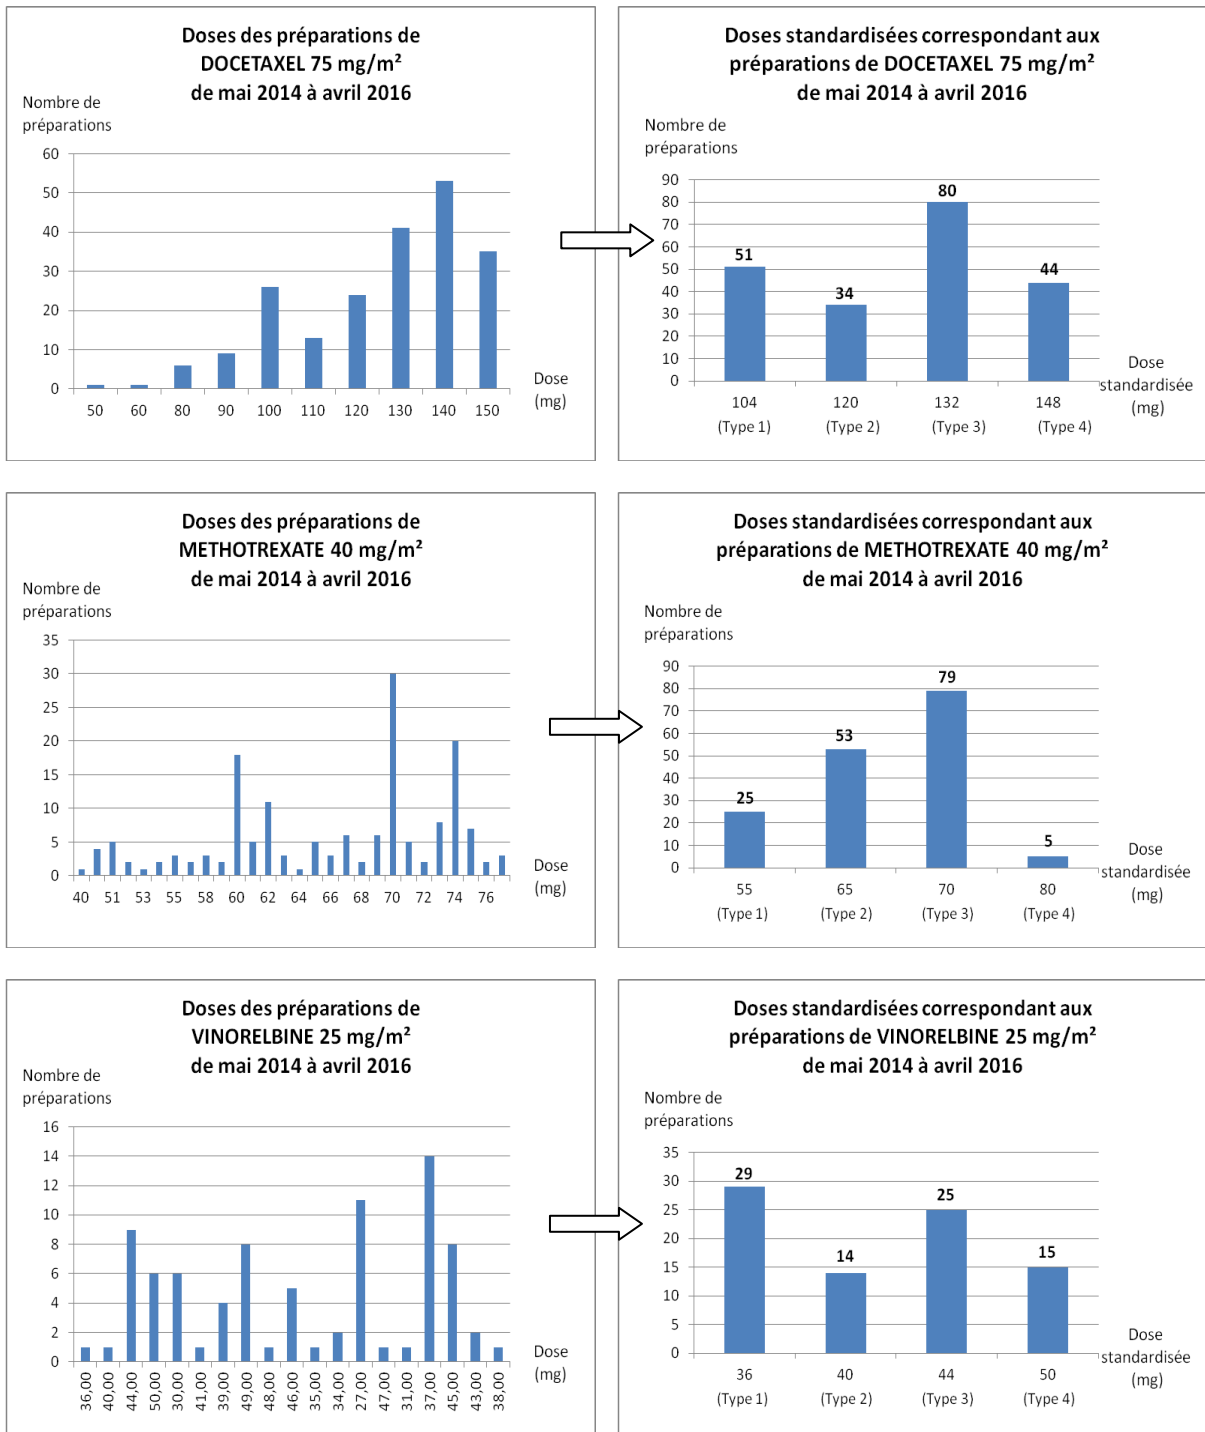 Doses des préparations de
DOCETAXEL 75 mg/m²
de mai 2014 à avril 2016
Nombre de
préparations
60
50
40
30
20
10
0
50 60 80 90 100 110 120 130 140 150
Dose
(mg)
Doses standardisées correspondant aux
préparations de DOCETAXEL 75 mg/m²
de mai 2014 à avril 2016
Nombre de
préparations
90
80
70
60
50
40
30
20
10
0
51 34 80 44
104 120 132 148
(Type 1) (Type 2) (Type 3) (Type 4)
Dose
standardisée
(mg)
Doses des préparations de
METHOTREXATE 40 mg/m²
de mai 2014 à avril 2016
Nombre de
préparations
35
30
25
20
15
10
5
0
40 51 53 55 58 60 62 64 66 68 70 72 74 76
Dose
(mg)
Doses standardisées correspondant aux
préparations de METHOTREXATE 40 mg/m²
de mai 2014 à avril 2016
Nombre de
préparations
90
80
70
60
50
40
30
20
10
0
25 53 79 5
55 65 70 80
(Type 1) (Type 2) (Type 3) (Type 4)
Dose
standardisée
(mg)
Doses des préparations de
VINORELBINE 25 mg/m²
de mai 2014 à avril 2016
Nombre de
préparations
16
14
12
10
8
6
4
2
0
36,00 40,00 44,00 50,00 30,00 41,00 39,00 49,00 48,00 46,00 35,00 34,00 27,00 47,00 31,00 37,00 45,00 43,00 38,00
Dose
(mg)
Doses standardisées correspondant aux
préparations de VINORELBINE 25 mg/m²
de mai 2014 à avril 2016
Nombre de
préparations
35
30
25
20
15
10
5
0
29 14 25 15
36 40 44 50
(Type 1) (Type 2) (Type 3) (Type 4)
Dose
standardisée
(mg)